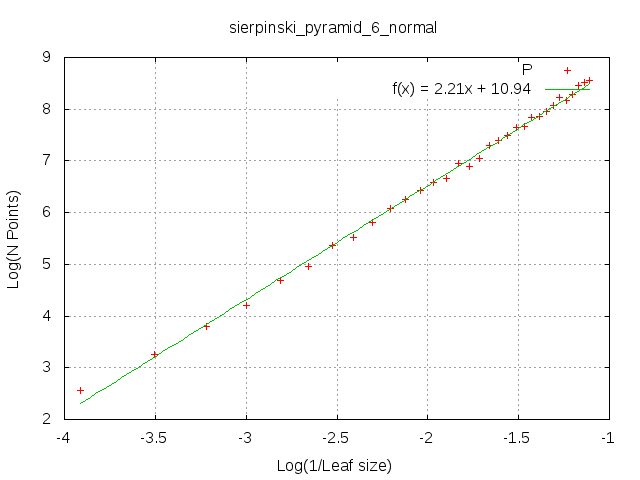 sierpinski_pyramid_6_normal
P
f(x) = 2.21x + 10.94
9
8
7
6
5
4
3
2
-4 -3.5 -3 -2.5 -2 -1.5 -1
Log(N Points)
Log(1/Leaf size)